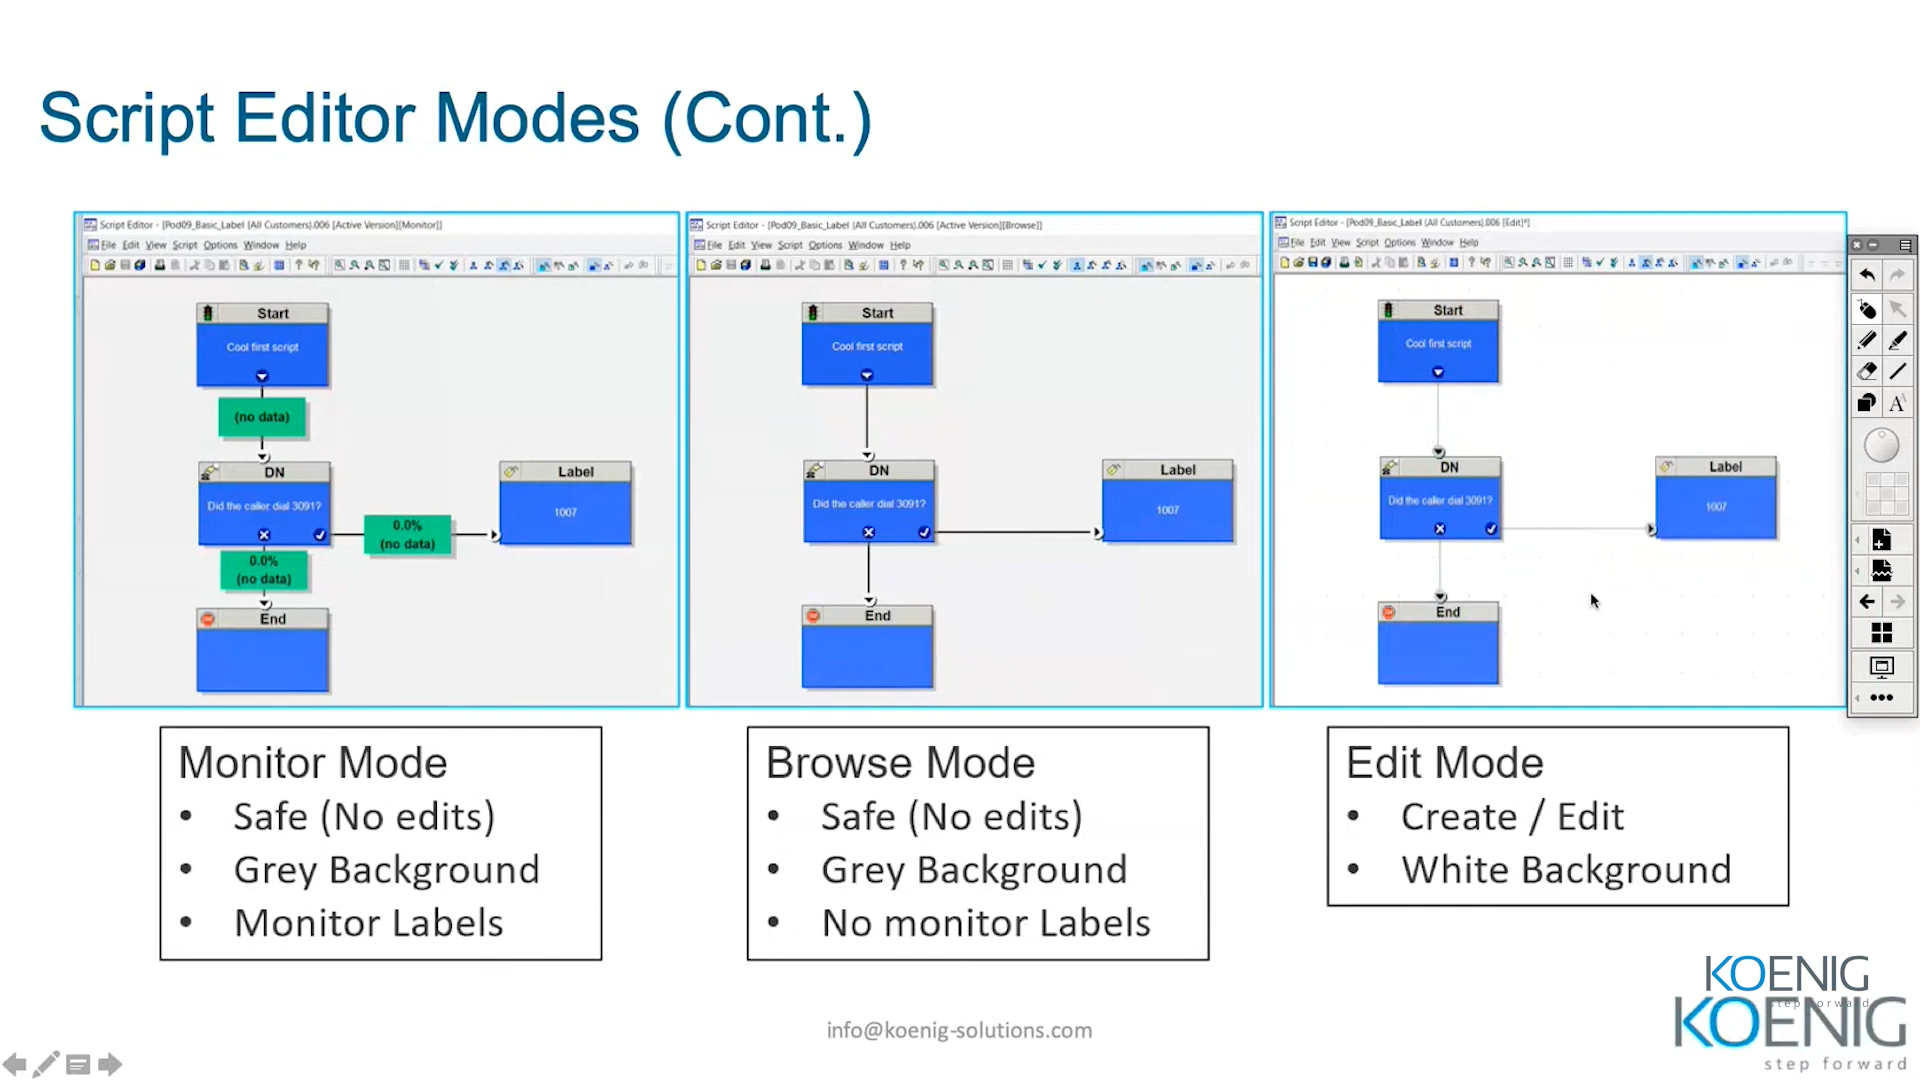 Script Editor Modes (Cont.)
Script Editor - [Pod09_Basic_Label (All Customers).006 [Active Version][Monitor]]
File Edit View Script Options Window Help
Start
Cool first script
(no data)
DN
Did the caller dial 3091?
0.0%
(no data)
Label
1007
0.0%
(no data)
End
Script Editor - [Pod09_Basic_Label (All Customers).006 [Active Version][Browse]]
File Edit View Script Options Window Help
Start
Cool first script
DN
Did the caller dial 3091?
Label
1007
End
Script Editor - [Pod09_Basic_Label (All Customers).006 [Edit]*]
File Edit View Script Options Window Help
Start
Cool first script
DN
Did the caller dial 3091?
Label
1007
End
Monitor Mode
• Safe (No edits)
• Grey Background
• Monitor Labels
Browse Mode
• Safe (No edits)
• Grey Background
• No monitor Labels
Edit Mode
• Create / Edit
• White Background
info@koenig-solutions.com
KOENIG
step forward
KOENIG
step forward